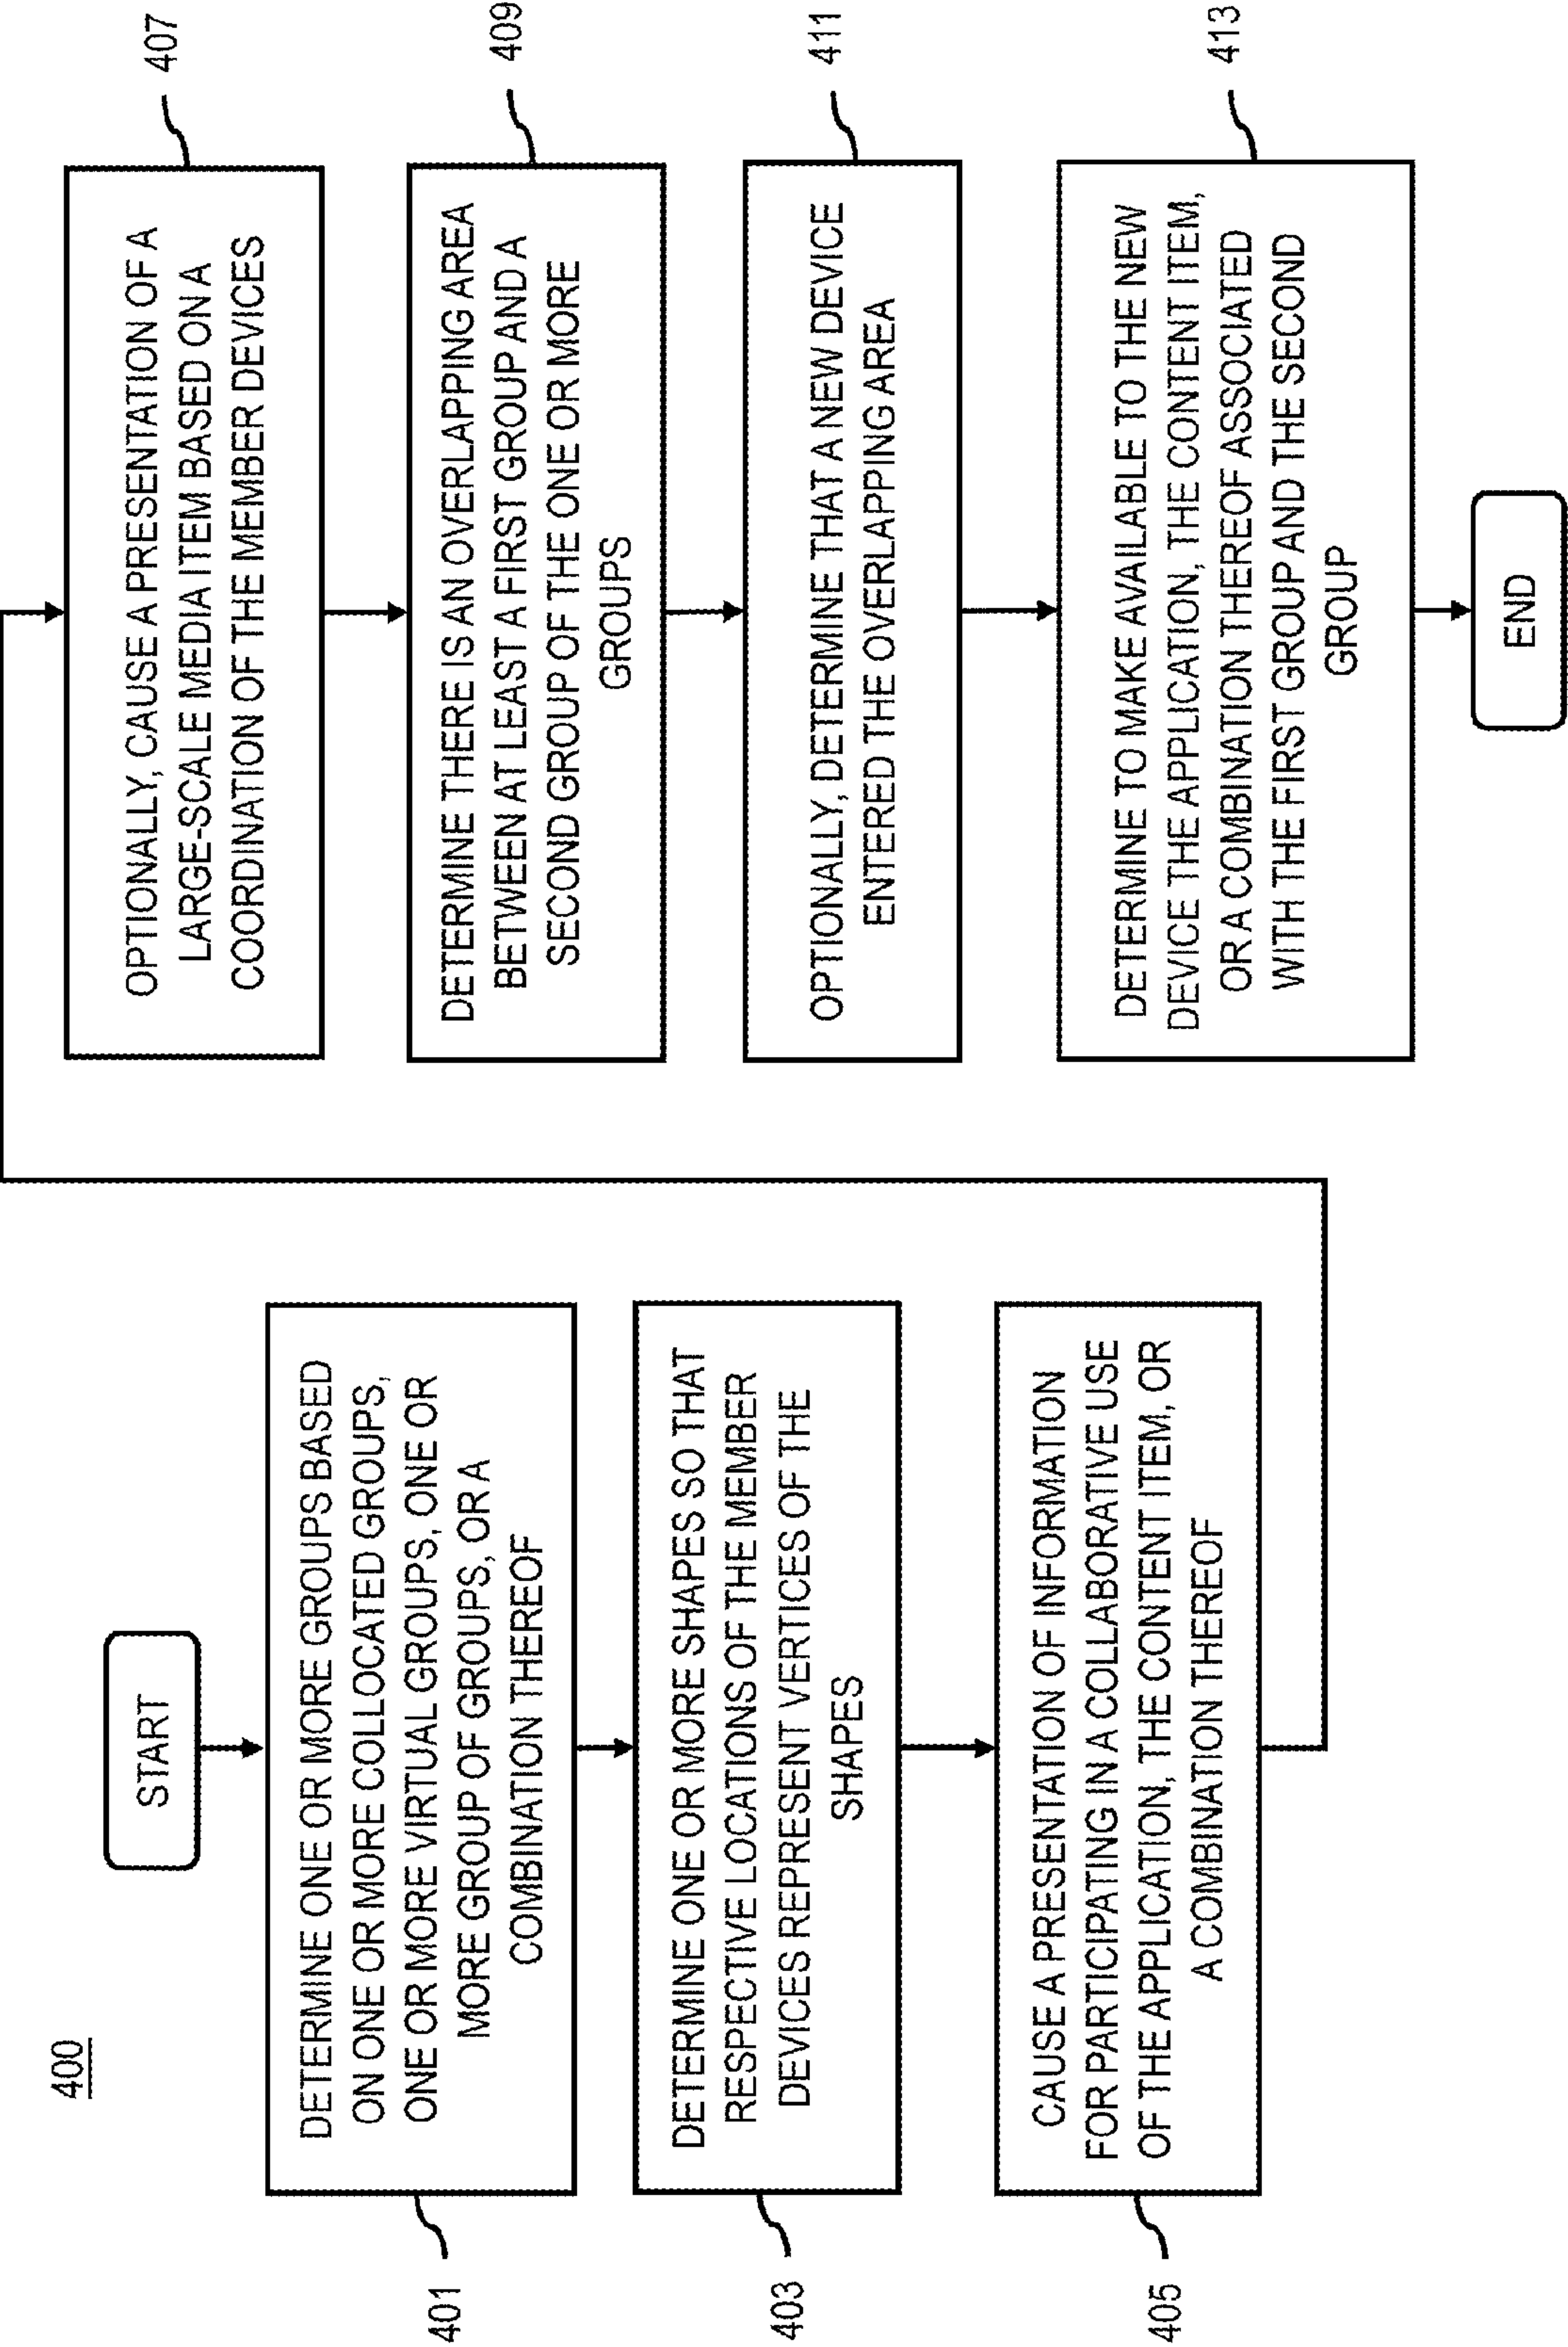 400
START
DETERMINE ONE OR MORE GROUPS BASED
ON ONE OR MORE COLLOCATED GROUPS,
ONE OR MORE VIRTUAL GROUPS, ONE OR
MORE GROUP OF GROUPS, OR A
COMBINATION THEREOF
401
DETERMINE ONE OR MORE SHAPES SO THAT
RESPECTIVE LOCATIONS OF THE MEMBER
DEVICES REPRESENT VERTICES OF THE
SHAPES
403
CAUSE A PRESENTATION OF INFORMATION
FOR PARTICIPATING IN A COLLABORATIVE USE
OF THE APPLICATION, THE CONTENT ITEM, OR
A COMBINATION THEREOF
405
OPTIONALLY, CAUSE A PRESENTATION OF A
LARGE-SCALE MEDIA ITEM BASED ON A
COORDINATION OF THE MEMBER DEVICES
407
DETERMINE THERE IS AN OVERLAPPING AREA
BETWEEN AT LEAST A FIRST GROUP AND A
SECOND GROUP OF THE ONE OR MORE
GROUPS
409
OPTIONALLY, DETERMINE THAT A NEW DEVICE
ENTERED THE OVERLAPPING AREA
411
DETERMINE TO MAKE AVAILABLE TO THE NEW
DEVICE THE APPLICATION, THE CONTENT ITEM,
OR A COMBINATION THEREOF ASSOCIATED
WITH THE FIRST GROUP AND THE SECOND
GROUP
413
END